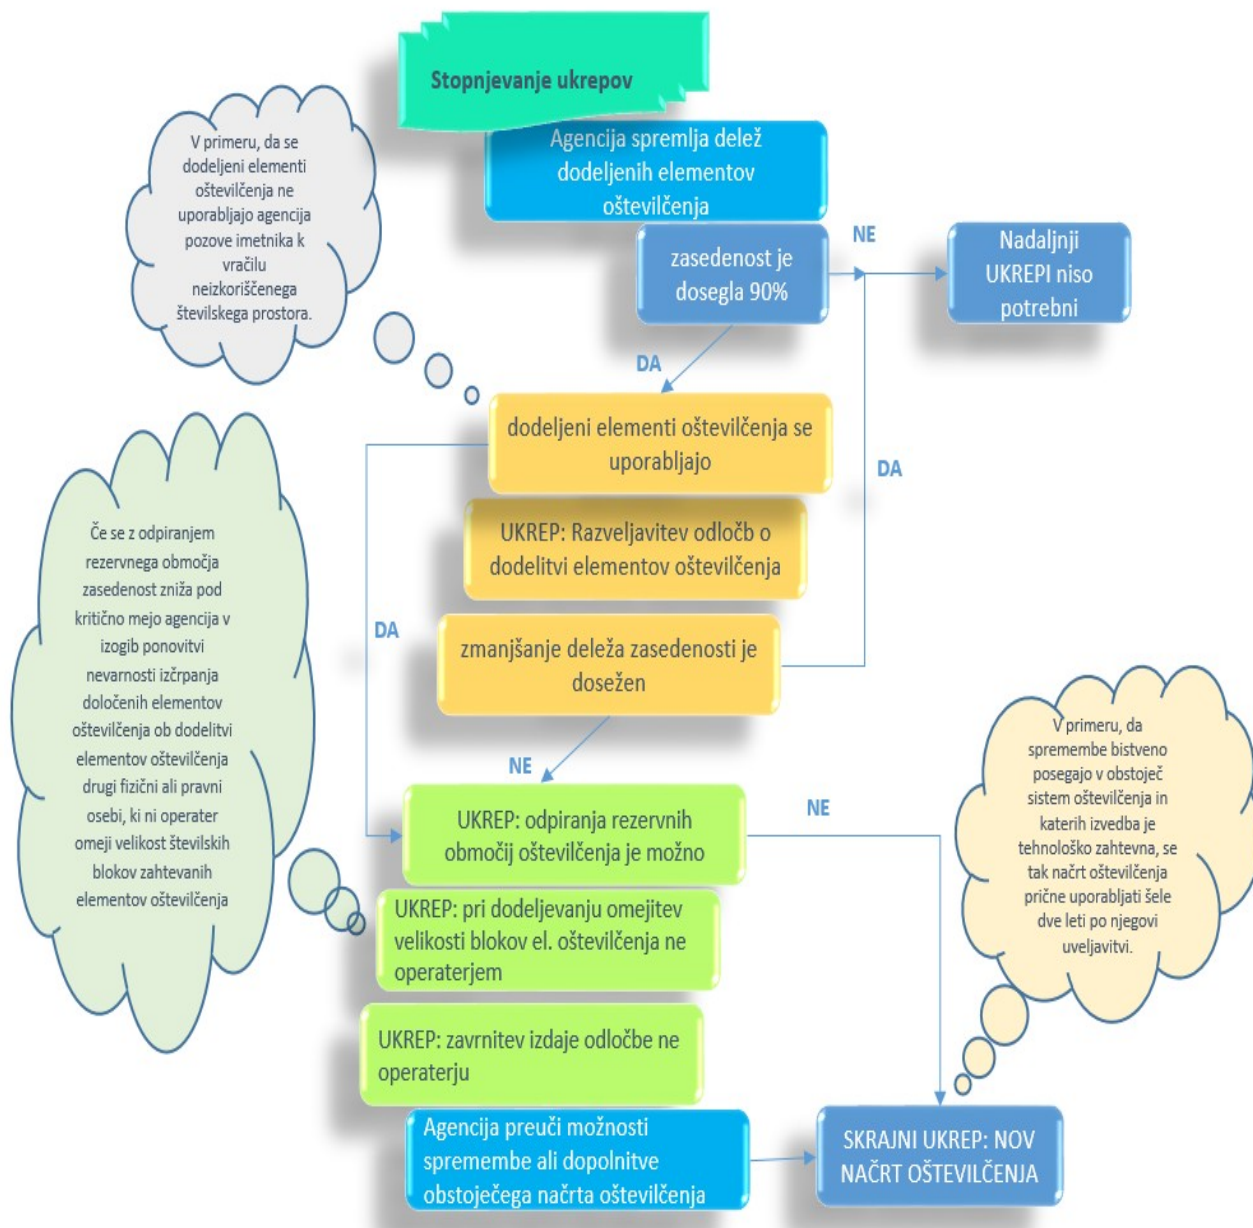 Stopnjevanje ukrepov
Agencija spremlja delež
dodeljenih elementov
oštevilčenja
V primeru, da se
dodeljeni elementi
oštevilčenja ne
uporabljajo agencija
pozove imetnika k
vračilu
neizkoriščenega
številskega prostora.
zasedenost je
dosegla 90%
NE
Nadaljnji
UKREPI niso
potrebni
DA
dodeljeni elementi oštevilčenja se
uporabljajo
DA
UKREP: Razveljavitev odločb o
dodelitvi elementov oštevilčenja
Če se z odpiranjem
rezervnega območja
zasedenost zniža pod
kritično mejo agencija v
izogib ponovitvi
nevarnosti izčrpanja
določenih elementov
oštevilčenja ob dodelitvi
elementov oštevilčenja
drugi fizični ali pravni
osebi, ki ni operater
omeji velikost številskih
blokov zahtevanih
elementov oštevilčenja
DA
zmanjšanje deleža zasedenosti je
dosežen
NE
UKREP: odpiranja rezervnih
območij oštevilčenja je možno
NE
V primeru, da
spremembe bistveno
posegajo v obstoječ
sistem oštevilčenja in
katerih izvedba je
tehnološko zahtevna, se
tak načrt oštevilčenja
prične uporabljati šele
dve leti po njegovi
uveljavitvi.
UKREP: pri dodeljevanju omejitev
velikosti blokov el. oštevilčenja ne
operaterjem
UKREP: zavrnitev izdaje odločbe ne
operaterju
Agencija preuči možnosti
spremembe ali dopolnitve
obstoječega načrta oštevilčenja
SKRAJNI UKREP: NOV
NAČRT OŠTEVILČENJA